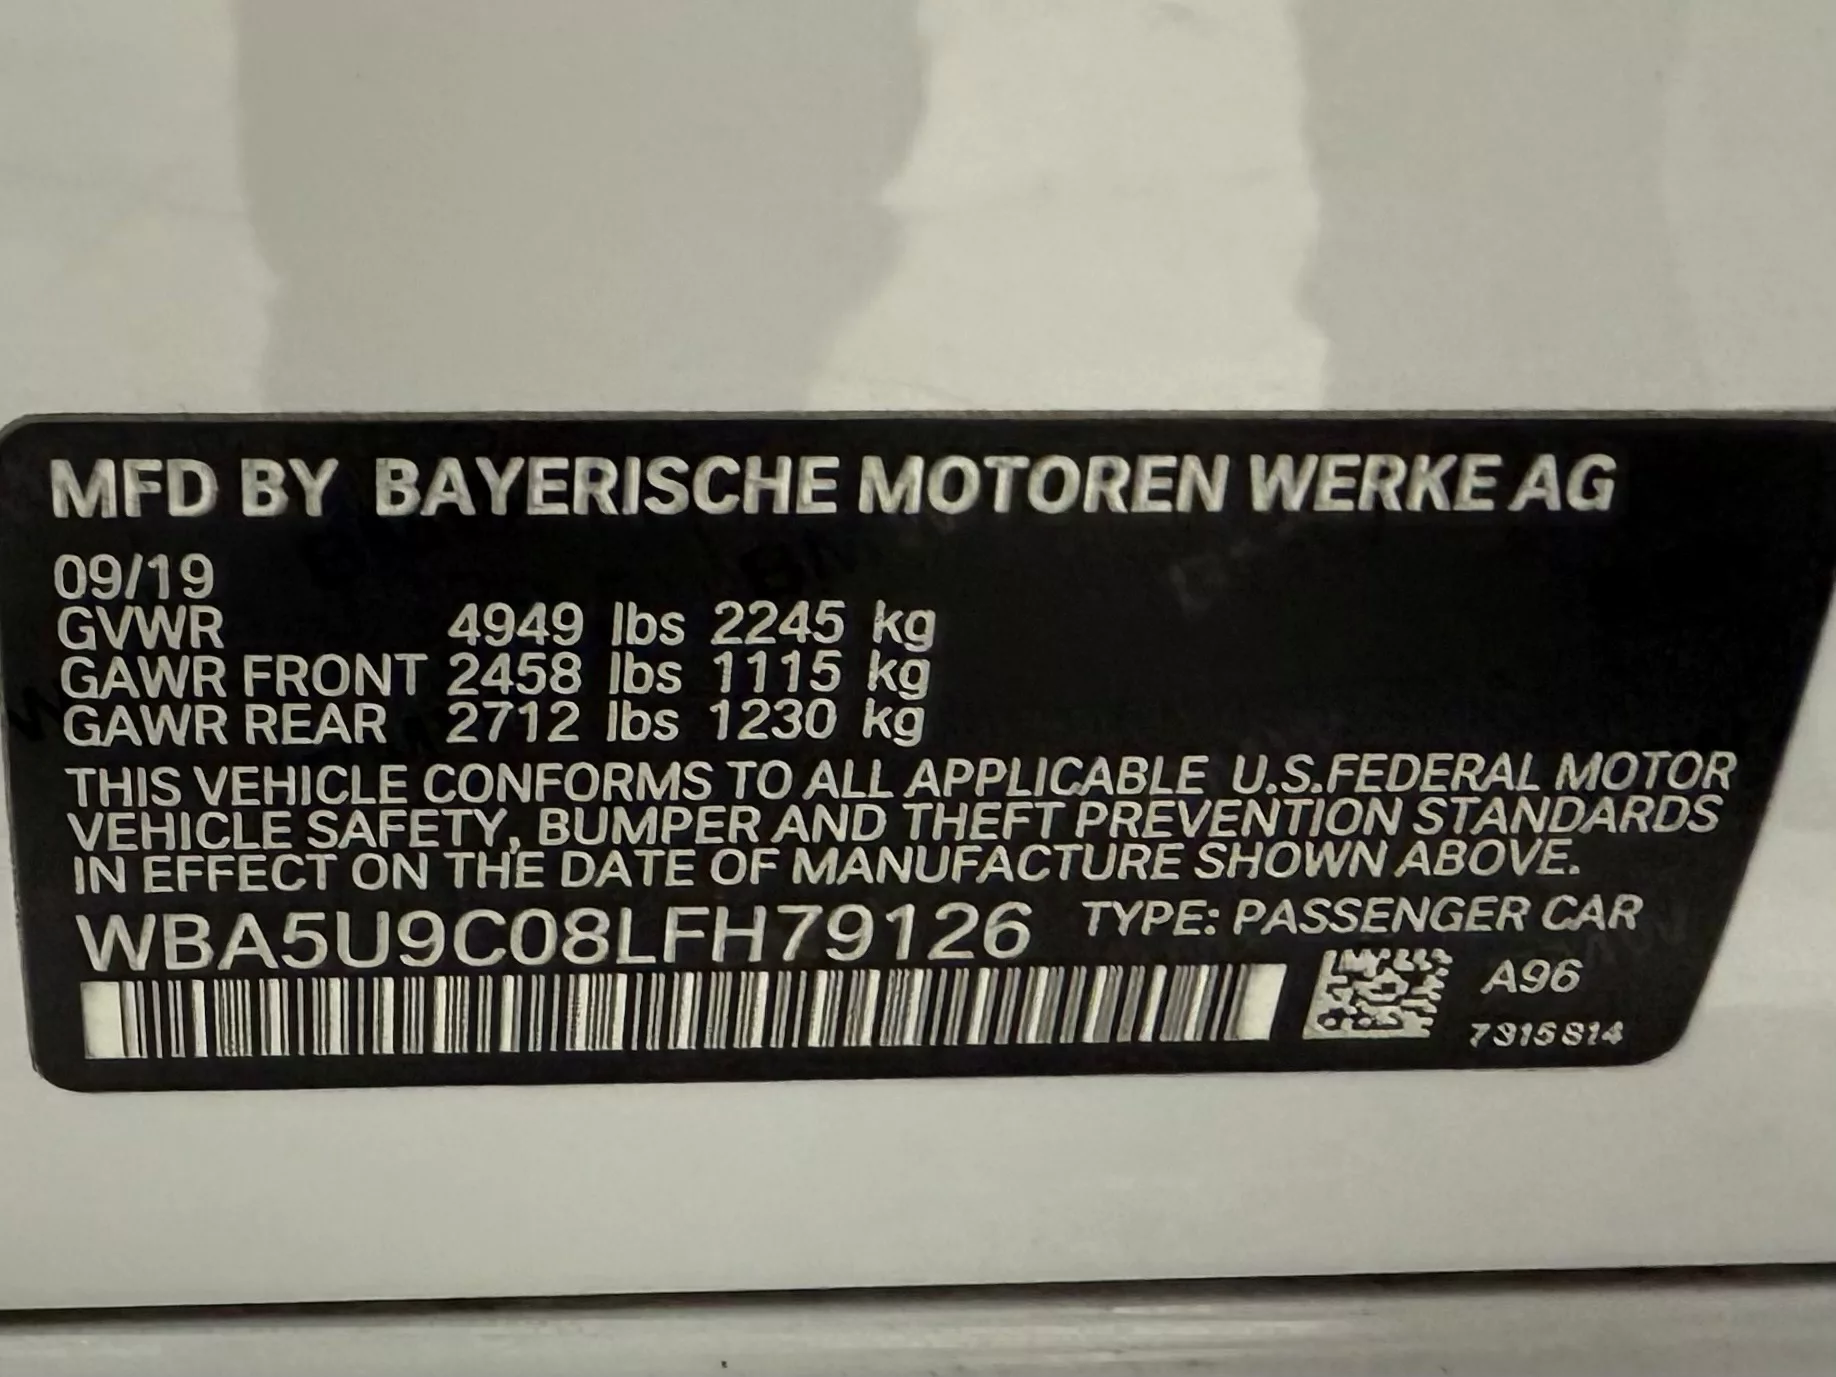 MFD BY BAYERISCHE MOTOREN WERKE AG
09/19
GVWR 4949 lbs 2245 kg
GAWR FRONT 2458 lbs 1115 kg
GAWR REAR 2712 lbs 1230 kg
THIS VEHICLE CONFORMS TO ALL APPLICABLE U.S.FEDERAL MOTOR
VEHICLE SAFETY, BUMPER AND THEFT PREVENTION STANDARDS
IN EFFECT ON THE DATE OF MANUFACTURE SHOWN ABOVE.
WBA5U9C08LFH79126 TYPE: PASSENGER CAR
A96